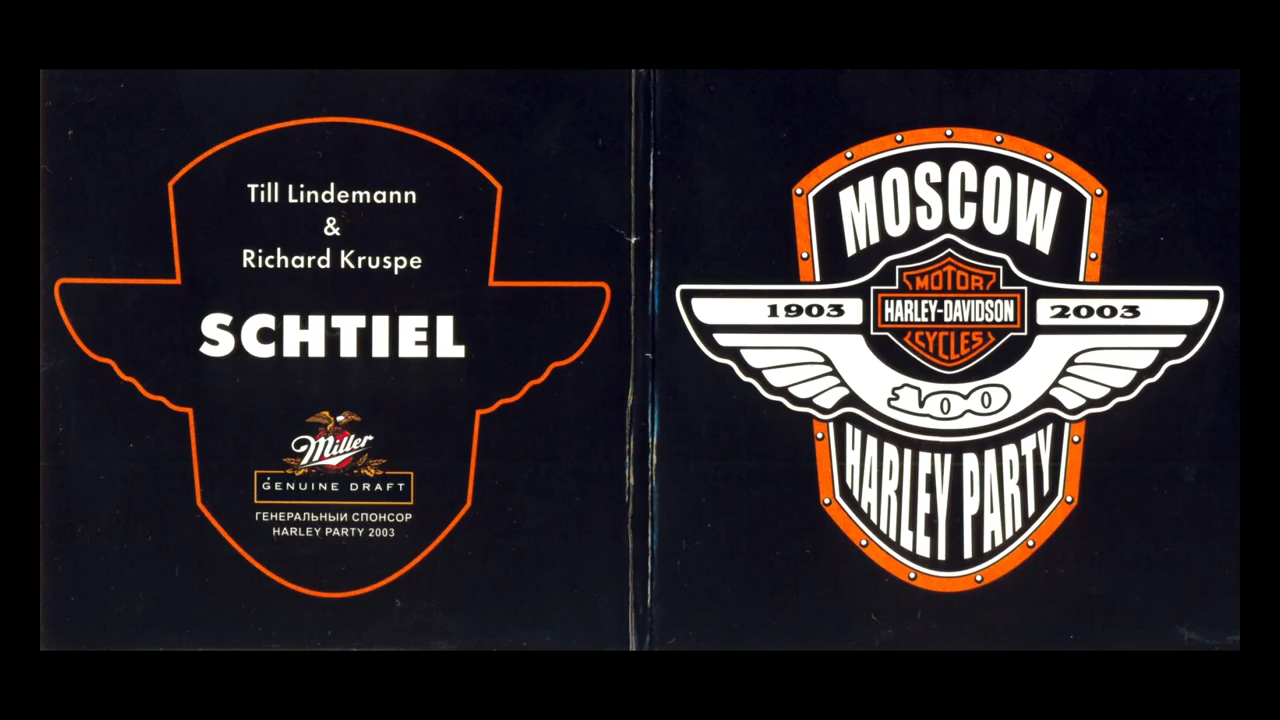 Till Lindemann
&
Richard Kruspe
SCHTIEL
Miller
GENUINE DRAFT
ГЕНЕРАЛЬНЫЙ СПОНСОР
HARLEY PARTY 2003
MOSCOW
MOTOR
1903 HARLEY-DAVIDSON 2003
CYCLES
100
HARLEY PARTY